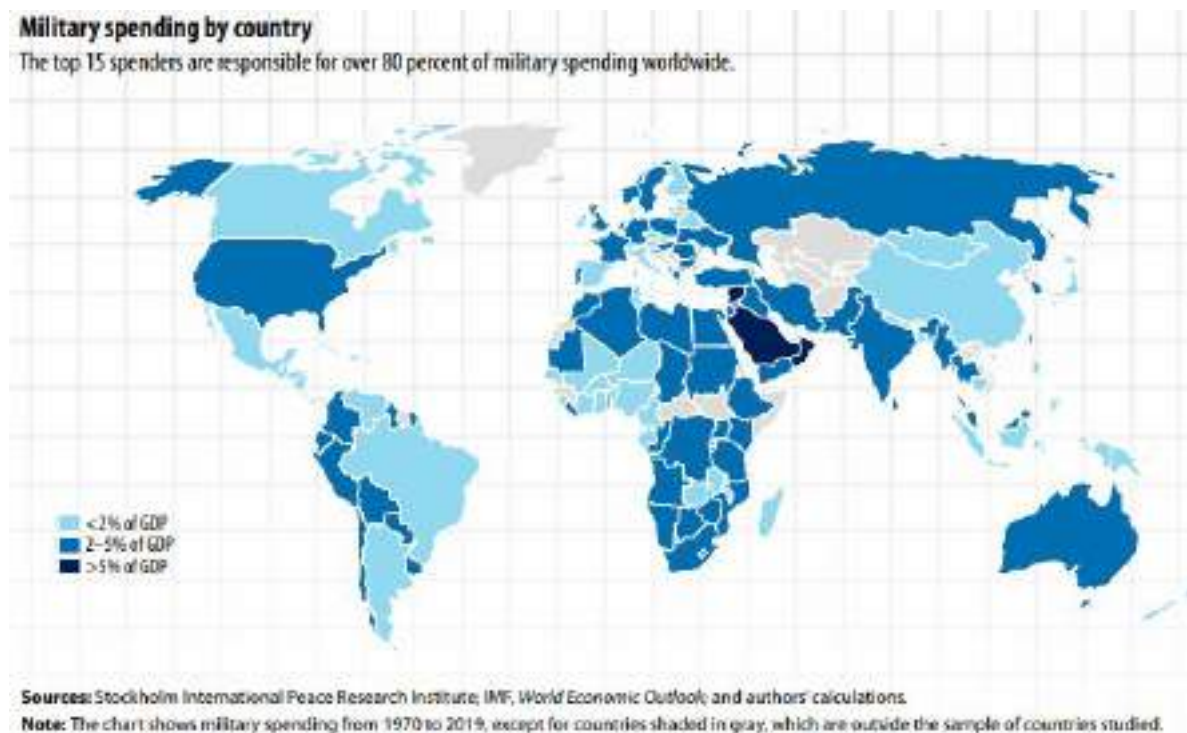 Military spending by country
The top 15 spenders are responsible for over 80 percent of military spending worldwide.
<2% of GDP
2–5% of GDP
>5% of GDP
Sources: Stockholm International Peace Research Institute; IMF, World Economic Outlook; and authors' calculations.
Note: The chart shows military spending from 1970 to 2019, except for countries shaded in gray, which are outside the sample of countries studied.